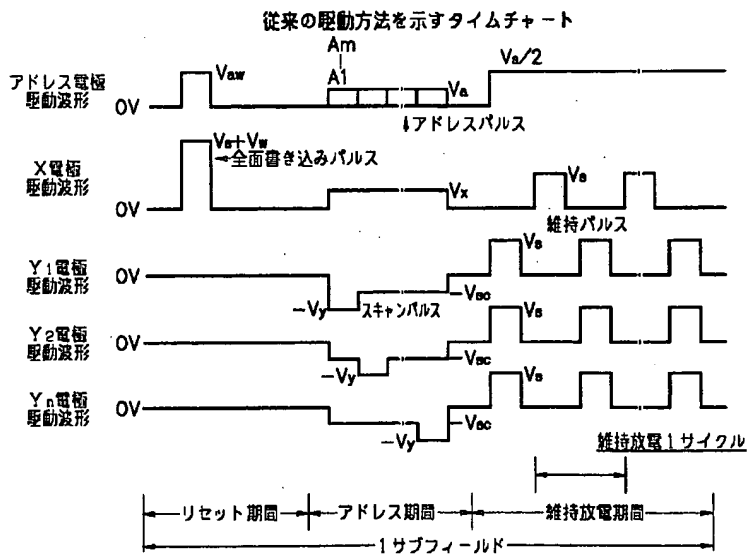 従来の駆動方法を示すタイムチャート
Am
A1
Va/2
アドレス電極
駆動波形
0V
Vaw
Va
アドレスパルス
X電極
駆動波形
0V
Vs+Vw
全面書き込みパルス
Vx
Vs
維持パルス
Y1電極
駆動波形
0V
-Vy
スキャンパルス
-Vsc
Vs
Y2電極
駆動波形
0V
-Vy
-Vsc
Vs
Yn電極
駆動波形
0V
-Vy
-Vsc
Vs
維持放電1サイクル
リセット期間
アドレス期間
維持放電期間
1サブフィールド